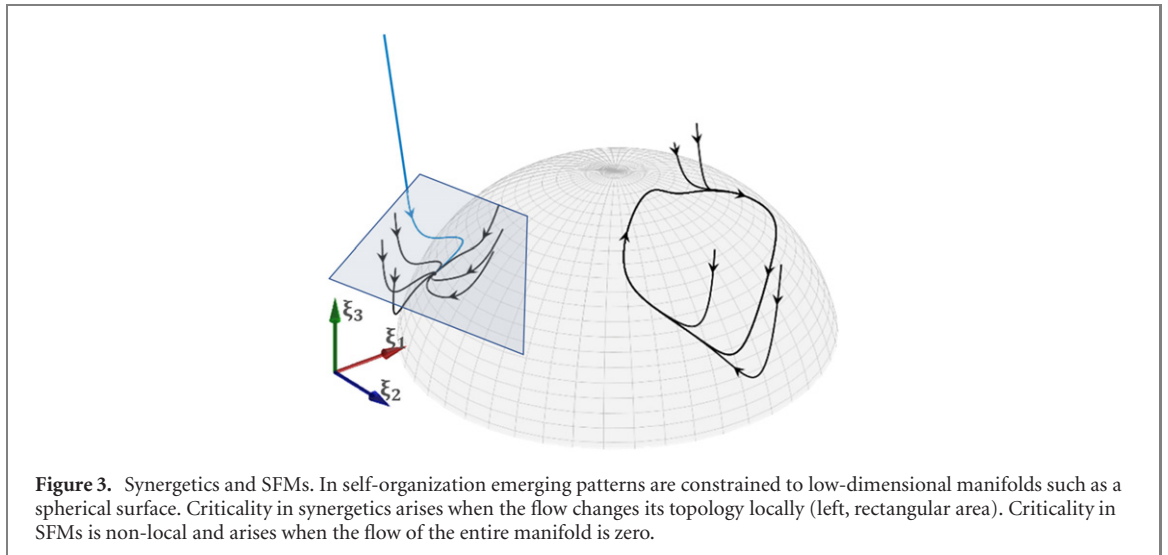 ξ3
ξ1
ξ2
Figure 3. Synergetics and SFMs. In self-organization emerging patterns are constrained to low-dimensional manifolds such as a
spherical surface. Criticality in synergetics arises when the flow changes its topology locally (left, rectangular area). Criticality in
SFMs is non-local and arises when the flow of the entire manifold is zero.